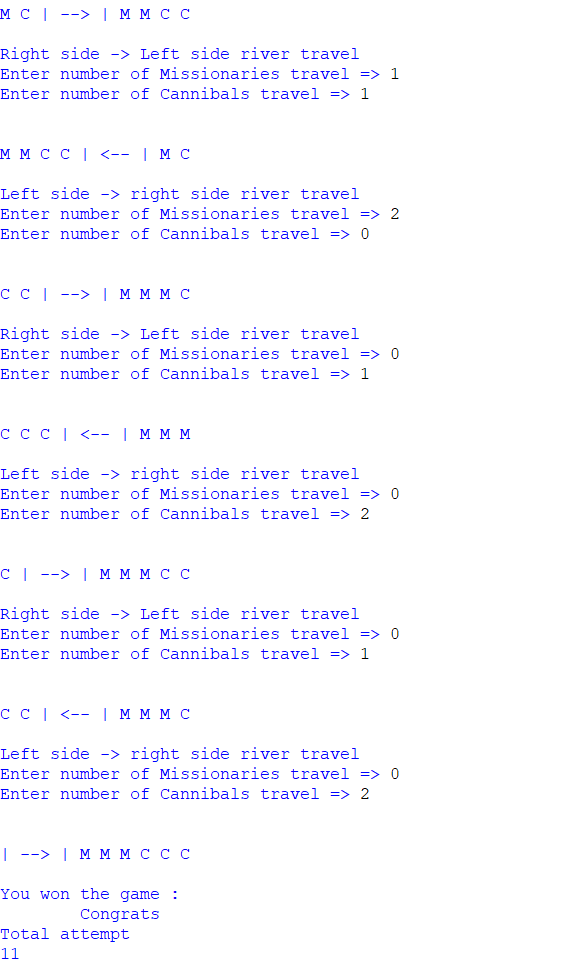 M C | --> | M M C C
Right side -> Left side river travel
Enter number of Missionaries travel => 1
Enter number of Cannibals travel => 1
M M C C | <-- | M C
Left side -> right side river travel
Enter number of Missionaries travel => 2
Enter number of Cannibals travel => 0
C C | --> | M M M C
Right side -> Left side river travel
Enter number of Missionaries travel => 0
Enter number of Cannibals travel => 1
C C C | <-- | M M M
Left side -> right side river travel
Enter number of Missionaries travel => 0
Enter number of Cannibals travel => 2
C | --> | M M M C C
Right side -> Left side river travel
Enter number of Missionaries travel => 0
Enter number of Cannibals travel => 1
C C | <-- | M M M C
Left side -> right side river travel
Enter number of Missionaries travel => 0
Enter number of Cannibals travel => 2
| --> | M M M C C C
You won the game :
Congrats
Total attempt
11